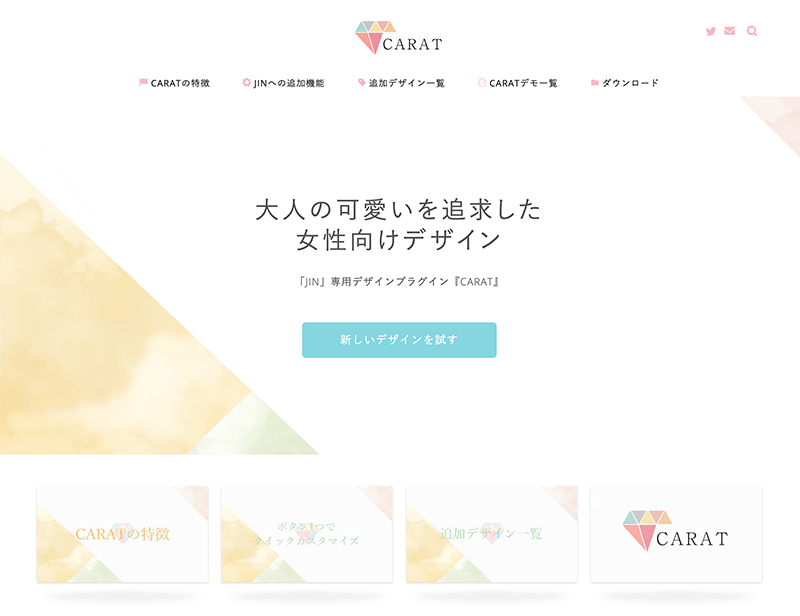 CARAT
CARATの特徴
JINへの追加機能
追加デザイン一覧
CARATデモ一覧
ダウンロード
大人の可愛いを追求した
女性向けデザイン
「JIN」専用デザインプラグイン『CARAT』
新しいデザインを試す
CARATの特徴
ボタン1つで
クイックカスタマイズ
追加デザイン一覧
CARAT